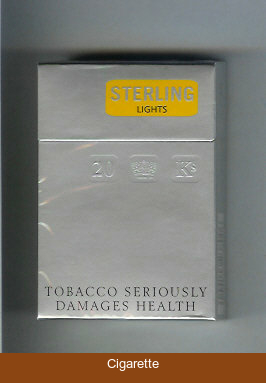 STERLING
LIGHTS
20 Ks
TOBACCO SERIOUSLY
DAMAGES HEALTH
Cigarette